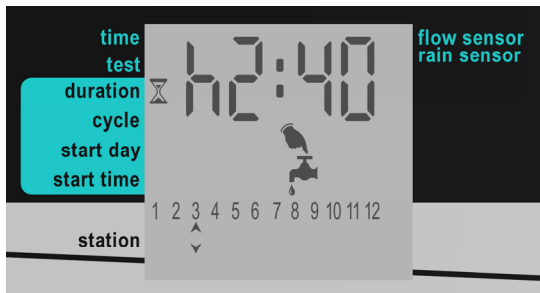 time
test
duration
cycle
start day
start time
h2:40
flow sensor
rain sensor
1 2 3 4 5 6 7 8 9 10 11 12
station